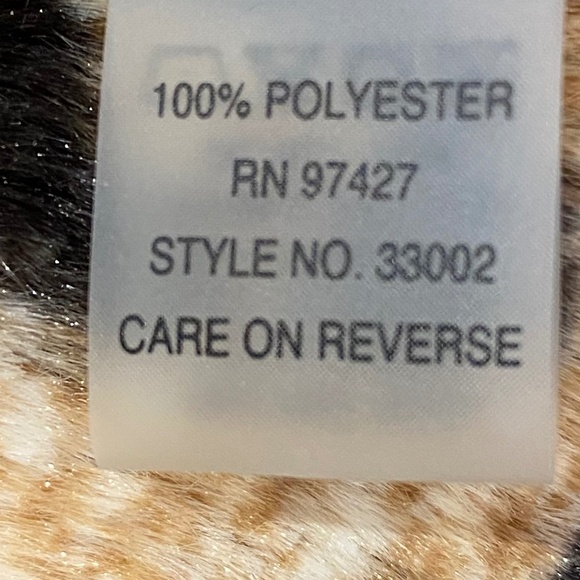 100% POLYESTER
RN 97427
STYLE NO. 33002
CARE ON REVERSE